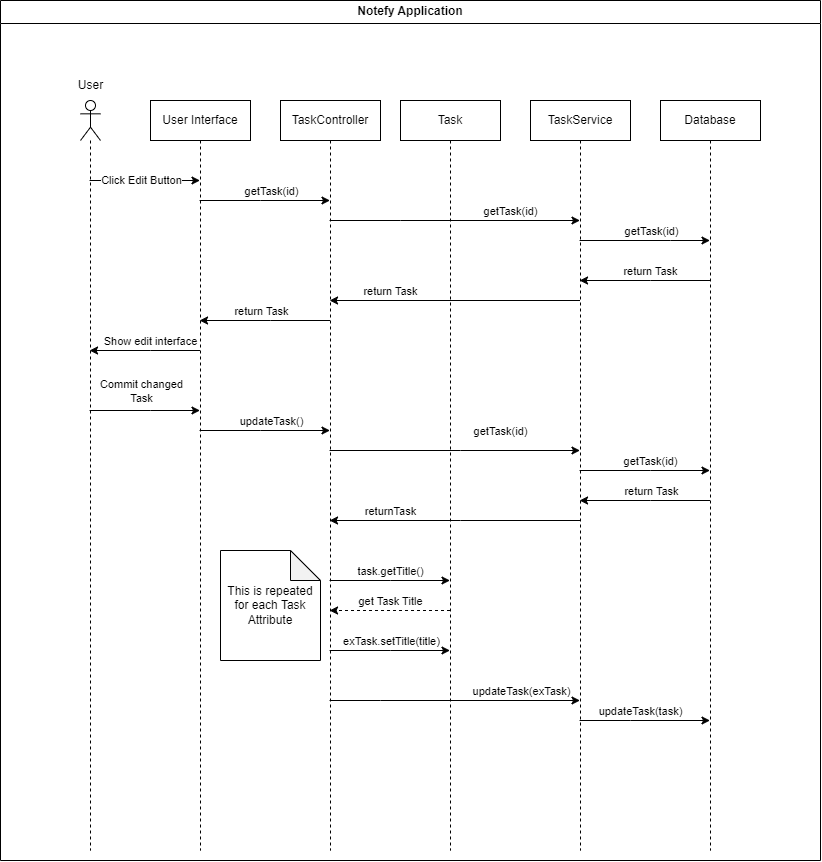 Notefy Application
User
User Interface
TaskController
Task
TaskService
Database
Click Edit Button
getTask(id)
getTask(id)
getTask(id)
return Task
return Task
return Task
Show edit interface
Commit changed
Task
updateTask()
getTask(id)
getTask(id)
return Task
returnTask
This is repeated
for each Task
Attribute
task.getTitle()
get Task Title
exTask.setTitle(title)
updateTask(exTask)
updateTask(task)